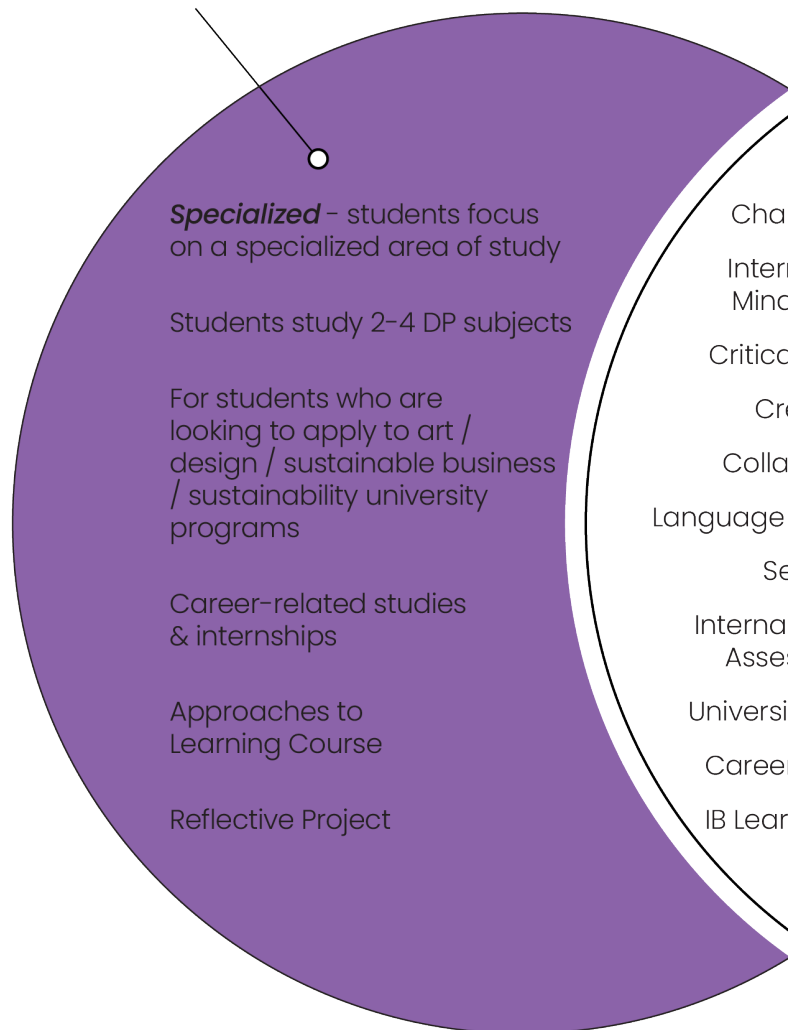 Specialized - students focus
on a specialized area of study
Students study 2-4 DP subjects
For students who are
looking to apply to art /
design / sustainable business
/ sustainability university
programs
Career-related studies
& internships
Approaches to
Learning Course
Reflective Project
Language